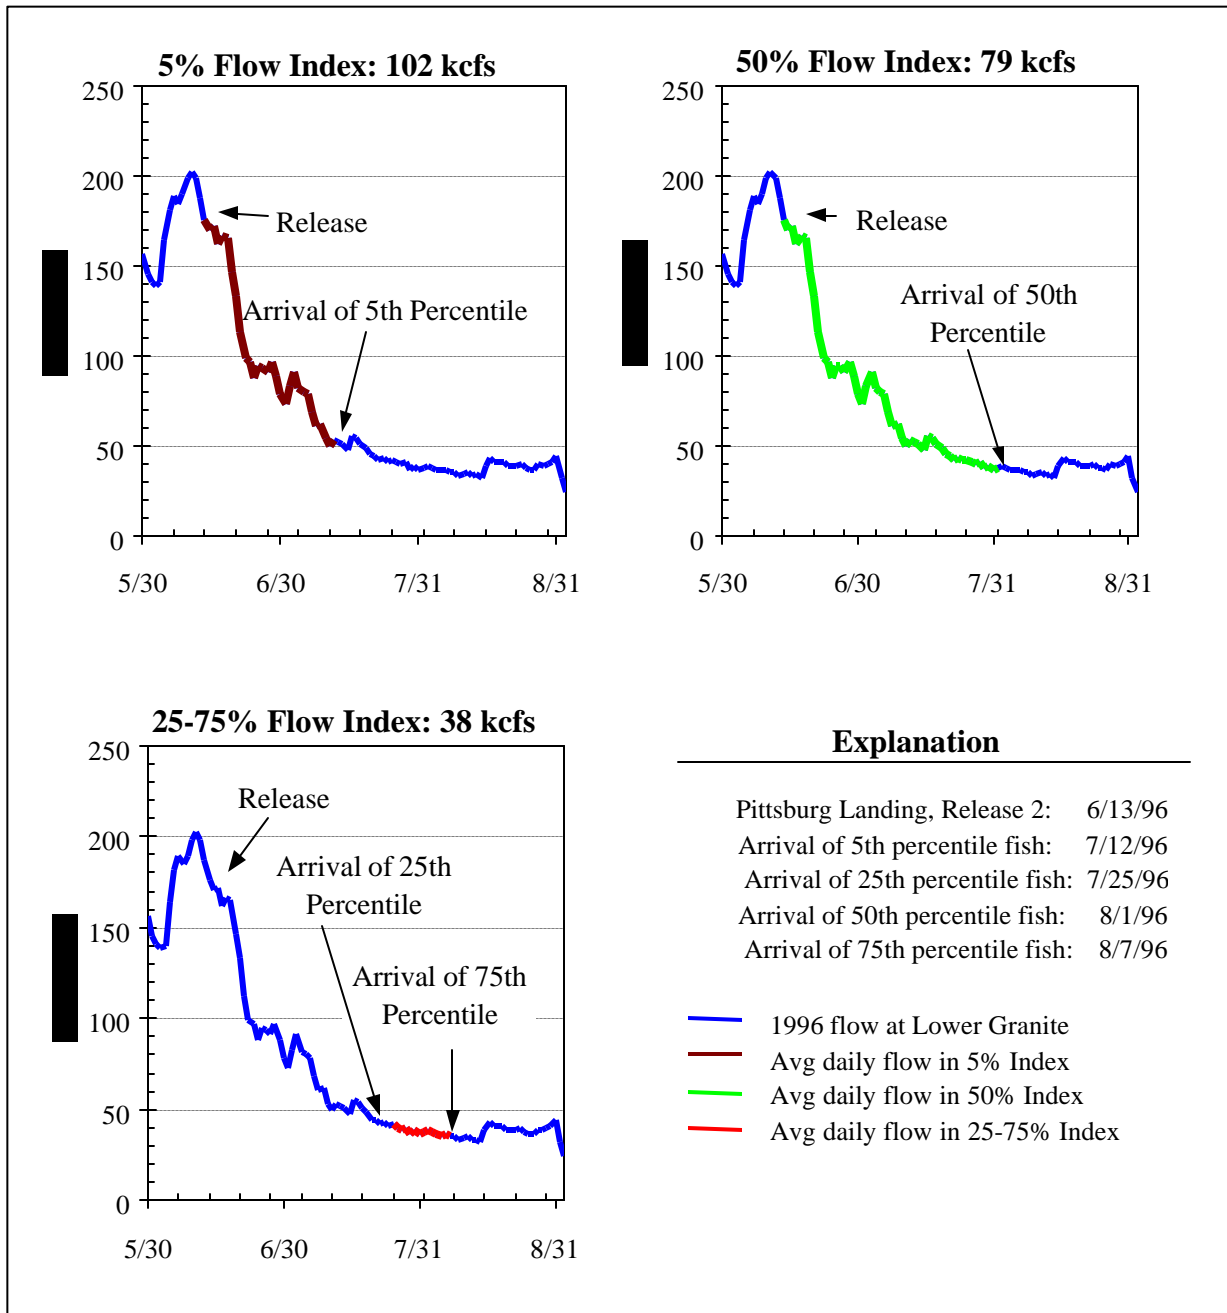 5% Flow Index: 102 kcfs
250
200
150
100
50
0
5/30
6/30
7/31
8/31
Release
Arrival of 5th Percentile
50% Flow Index: 79 kcfs
250
200
150
100
50
0
5/30
6/30
7/31
8/31
Release
Arrival of 50th
Percentile
25-75% Flow Index: 38 kcfs
250
200
150
100
50
0
5/30
6/30
7/31
8/31
Release
Arrival of 25th
Percentile
Arrival of 75th
Percentile
Explanation
Pittsburg Landing, Release 2: 6/13/96
Arrival of 5th percentile fish: 7/12/96
Arrival of 25th percentile fish: 7/25/96
Arrival of 50th percentile fish: 8/1/96
Arrival of 75th percentile fish: 8/7/96
1996 flow at Lower Granite
Avg daily flow in 5% Index
Avg daily flow in 50% Index
Avg daily flow in 25-75% Index